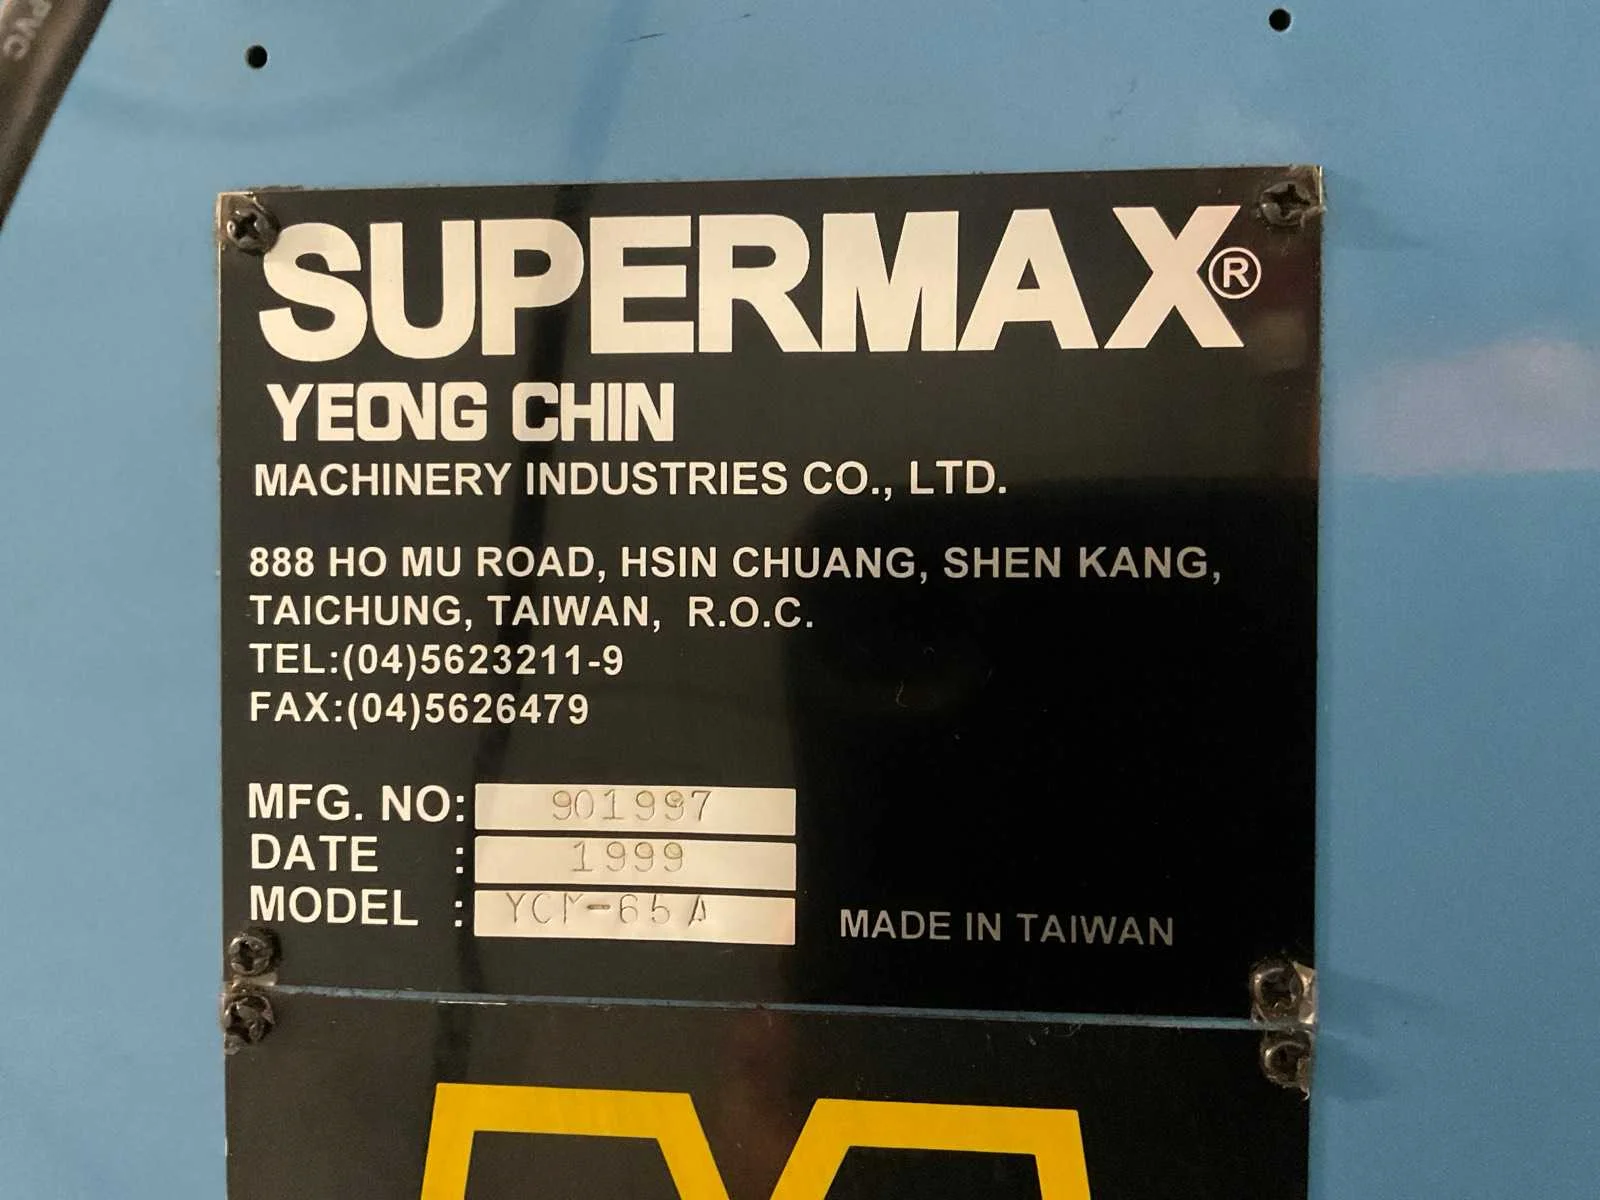 PVC
SUPERMAX®
YEONG CHIN
MACHINERY INDUSTRIES CO., LTD.
888 HO MU ROAD, HSIN CHUANG, SHEN KANG,
TAICHUNG, TAIWAN, R.O.C.
TEL:(04)5623211-9
FAX:(04)5626479
MFG. NO: 901997
DATE : 1999
MODEL : YCM-65A
MADE IN TAIWAN